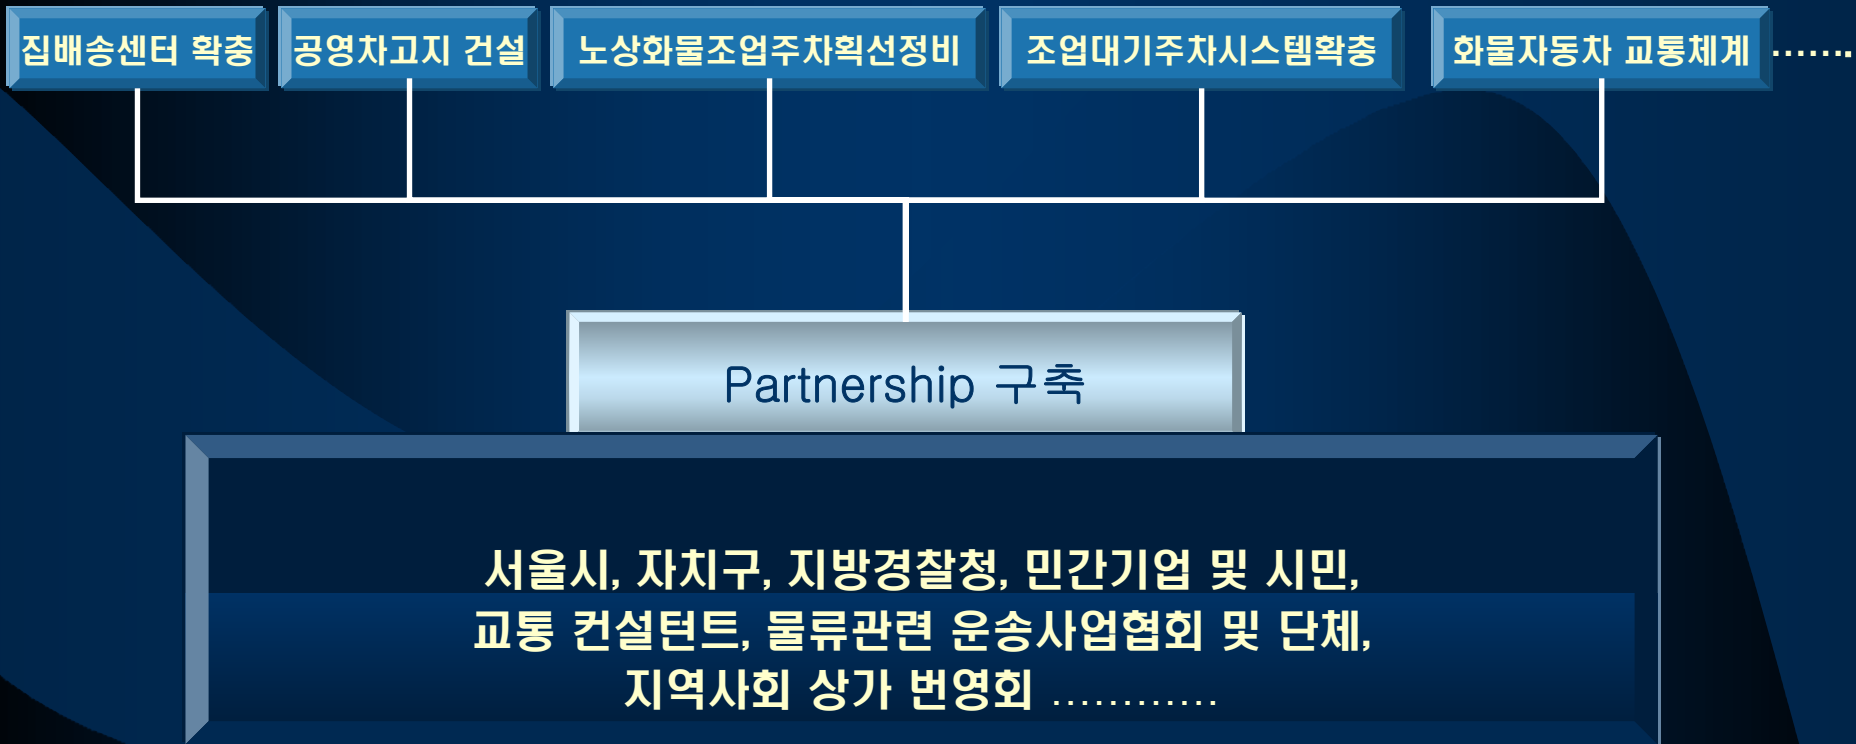 집배송센터 확충
공영차고지 건설
노상화물조업주차획선정비
조업대기주차시스템확충
화물자동차 교통체계 .......
Partnership 구축
서울시, 자치구, 지방경찰청, 민간기업 및 시민,
교통 컨설턴트, 물류관련 운송사업협회 및 단체,
지역사회 상가 번영회 ............